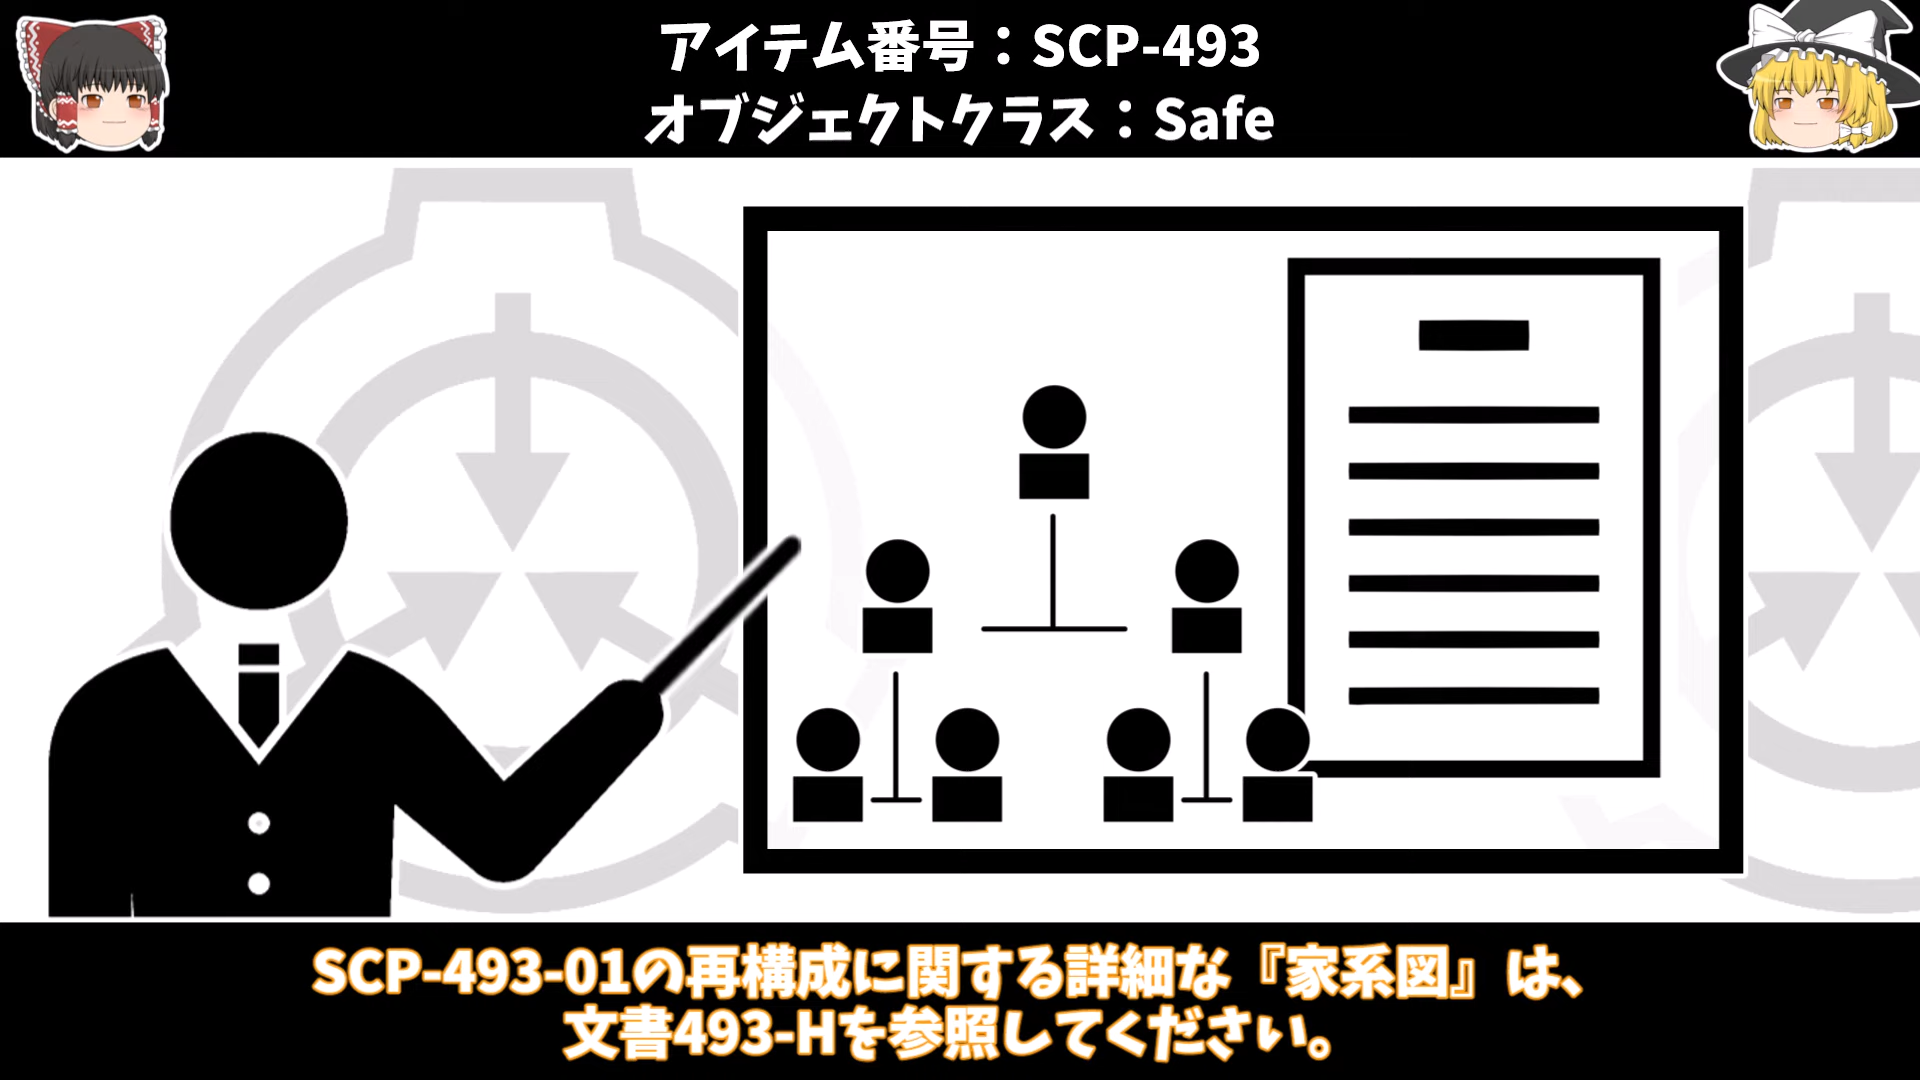 アイテム番号：SCP-493
オブジェクトクラス：Safe
SCP-493-01の再構成に関する詳細な『家系図』は、
文書493-Hを参照してください。